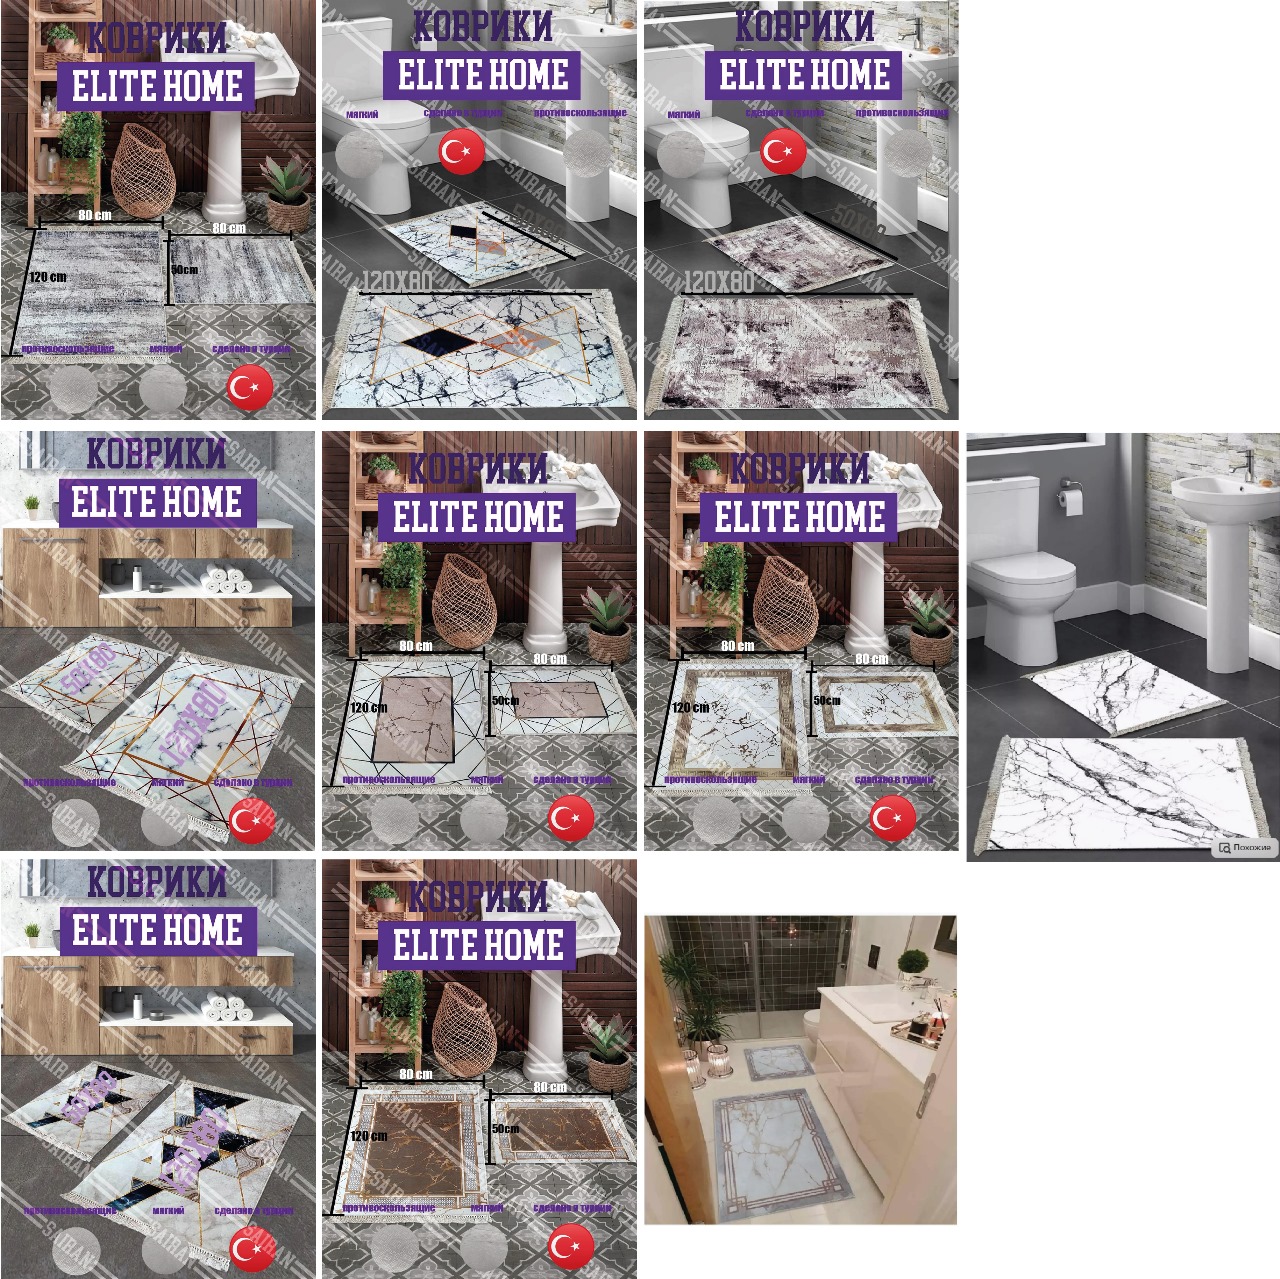 КОВРИКИ
ELITE HOME
80 cm
80 cm
120 cm
50cm
противоскользящие
мягкий
сделано в турции
КОВРИКИ
ELITE HOME
мягкий
сделано в турции
противоскользящие
50X80
120X80
КОВРИКИ
ELITE HOME
мягкий
сделано в турции
противоскользящие
50X80
120X80
КОВРИКИ
ELITE HOME
50X80
120X80
противоскользящие
мягкий
сделано в турции
КОВРИКИ
ELITE HOME
80 cm
80 cm
120 cm
50cm
противоскользящие
мягкий
сделано в турции
КОВРИКИ
ELITE HOME
80 cm
80 cm
120 cm
50cm
противоскользящие
мягкий
сделано в турции
Похожие
КОВРИКИ
ELITE HOME
50X80
120X80
противоскользящие
мягкий
сделано в турции
КОВРИКИ
ELITE HOME
80 cm
80 cm
120 cm
50cm
противоскользящие
мягкий
сделано в турции
SAIRAN